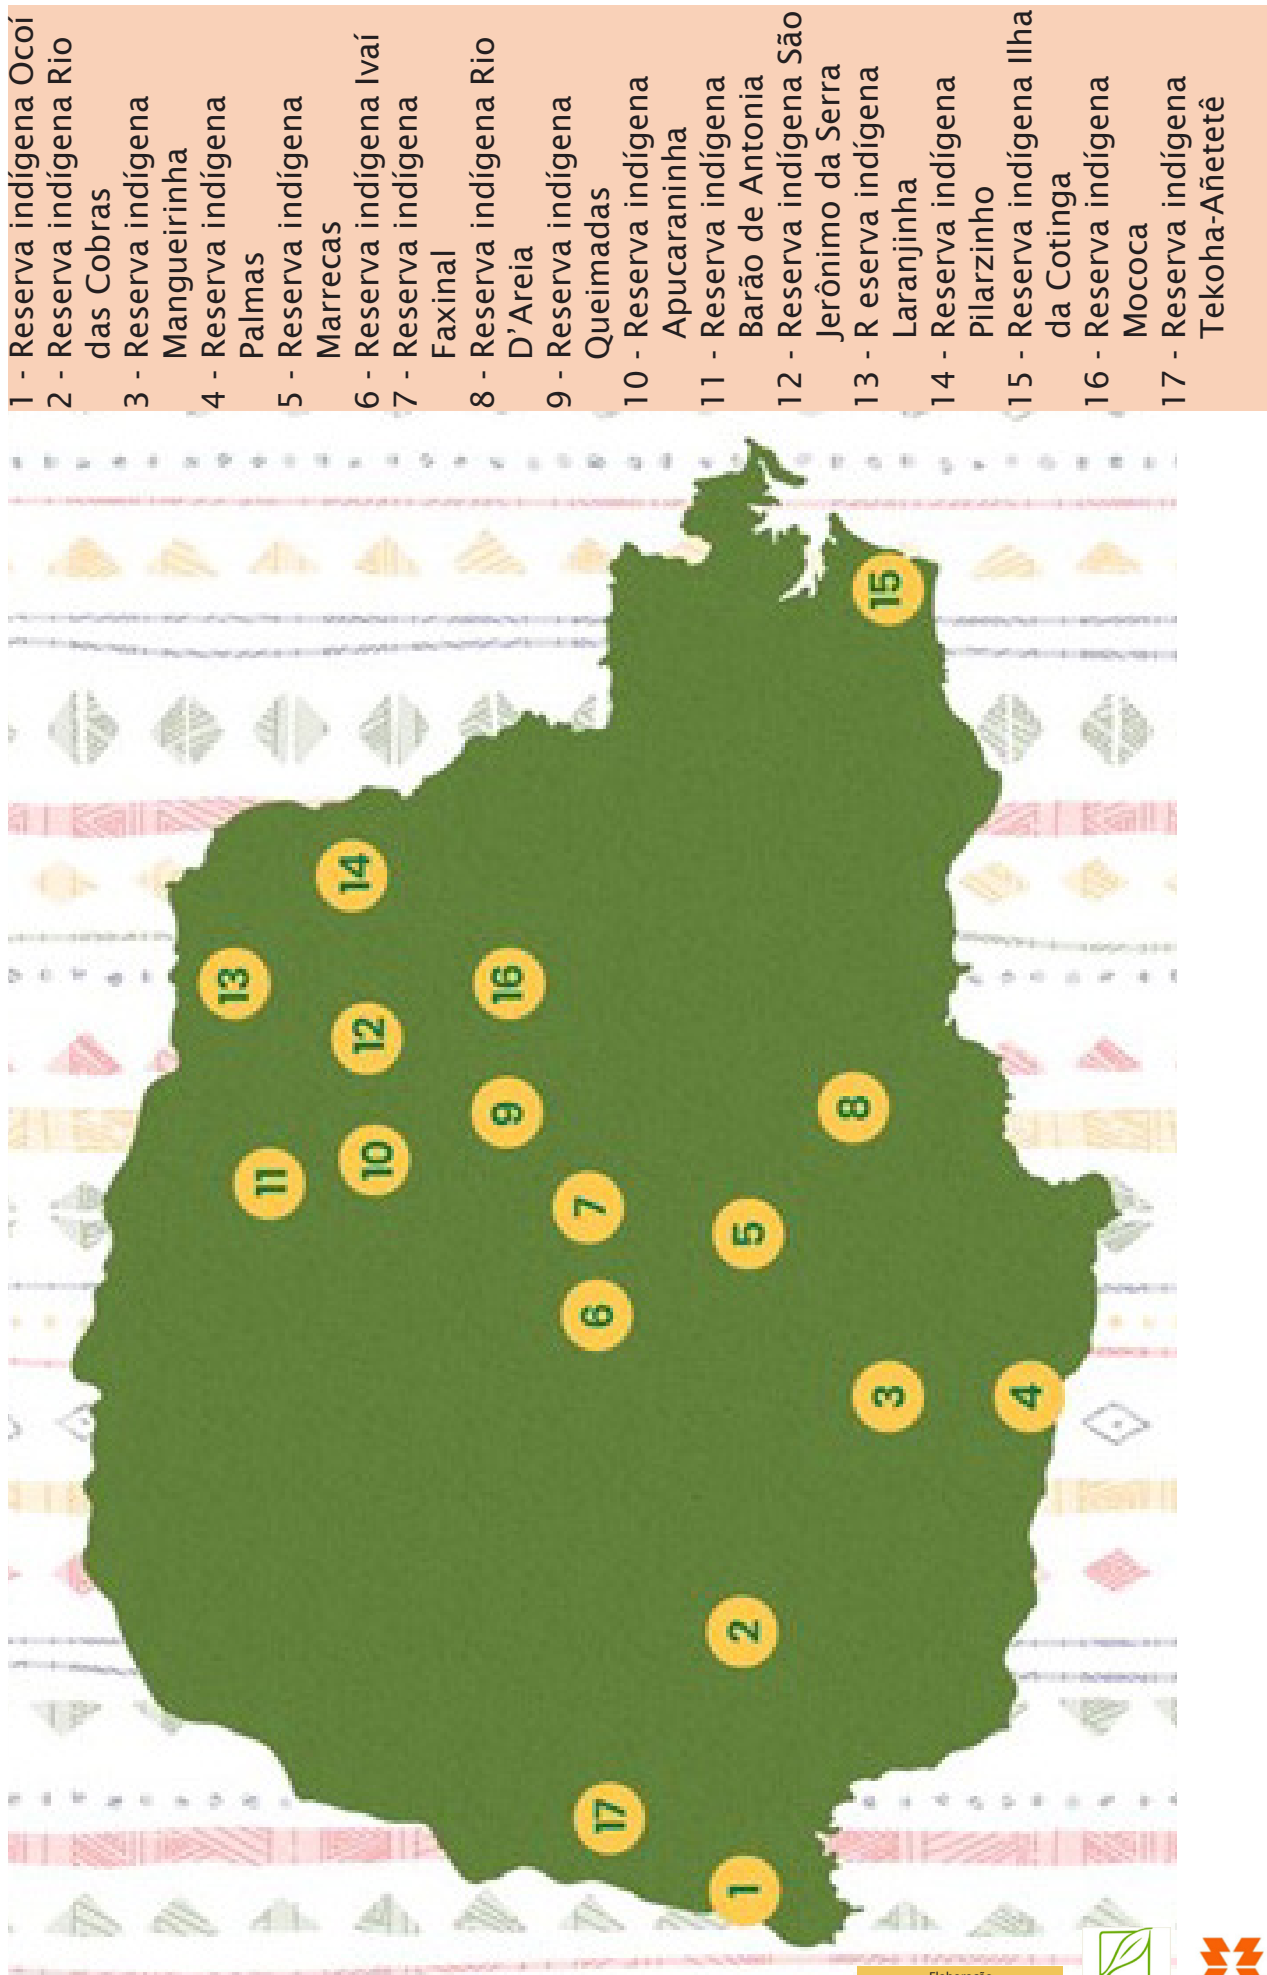 1 - Reserva indígena Ocoí
2 - Reserva indígena Rio
das Cobras
3 - Reserva indígena
Mangueirinha
4 - Reserva indígena
Palmas
5 - Reserva indígena
Marrecas
6 - Reserva indígena Ivaí
7 - Reserva indígena
Faxinal
8 - Reserva indígena Rio
D’Areia
9 - Reserva indígena
Queimadas
10 - Reserva indígena
Apucaraninha
11 - Reserva indígena
Barão de Antonia
12 - Reserva indígena São
Jerônimo da Serra
13 - R eserva indígena
Laranjinha
14 - Reserva indígena
Pilarzinho
15 - Reserva indígena Ilha
da Cotinga
16 - Reserva indígena
Mococa
17 - Reserva indígena
Tekoha-Añetetê
13
14
11
12
10
16
9
7
6
17
5
2
1
8
3
15
4
Elaboração